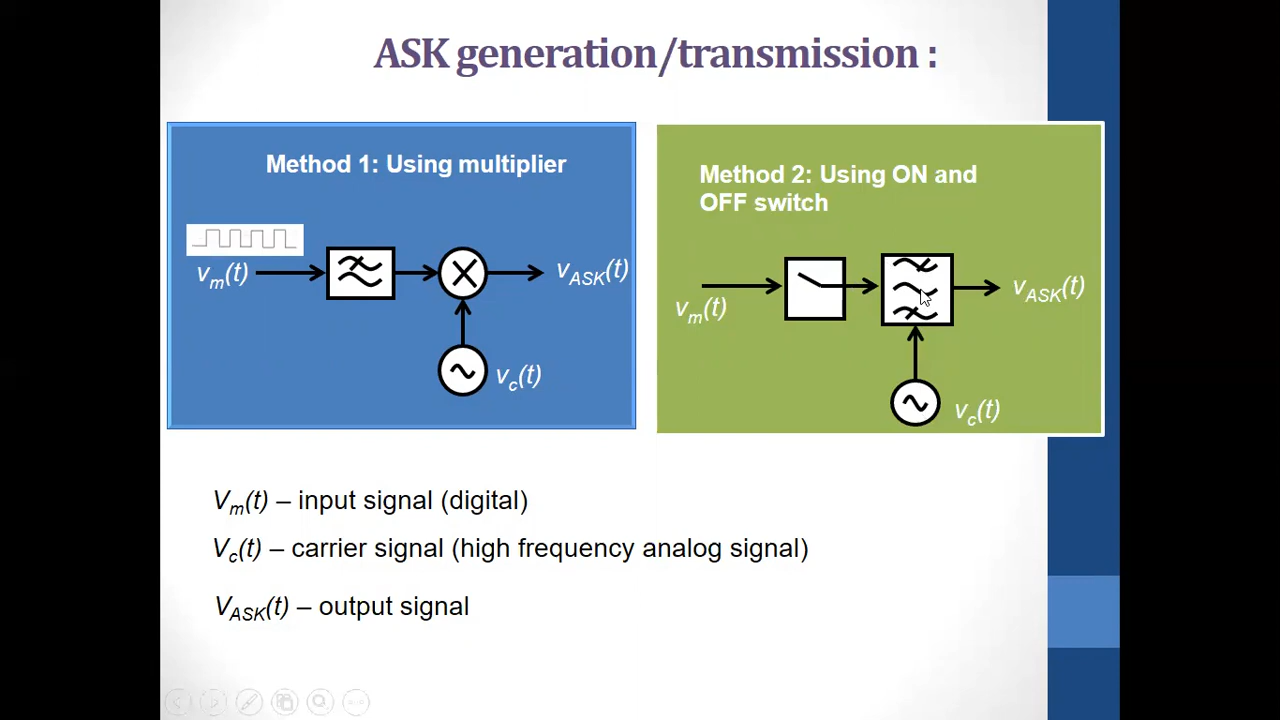 ASK generation/transmission :
Method 1: Using multiplier
vm(t)
vASK(t)
vc(t)
Method 2: Using ON and
OFF switch
vm(t)
vASK(t)
vc(t)
Vm(t) – input signal (digital)
Vc(t) – carrier signal (high frequency analog signal)
VASK(t) – output signal